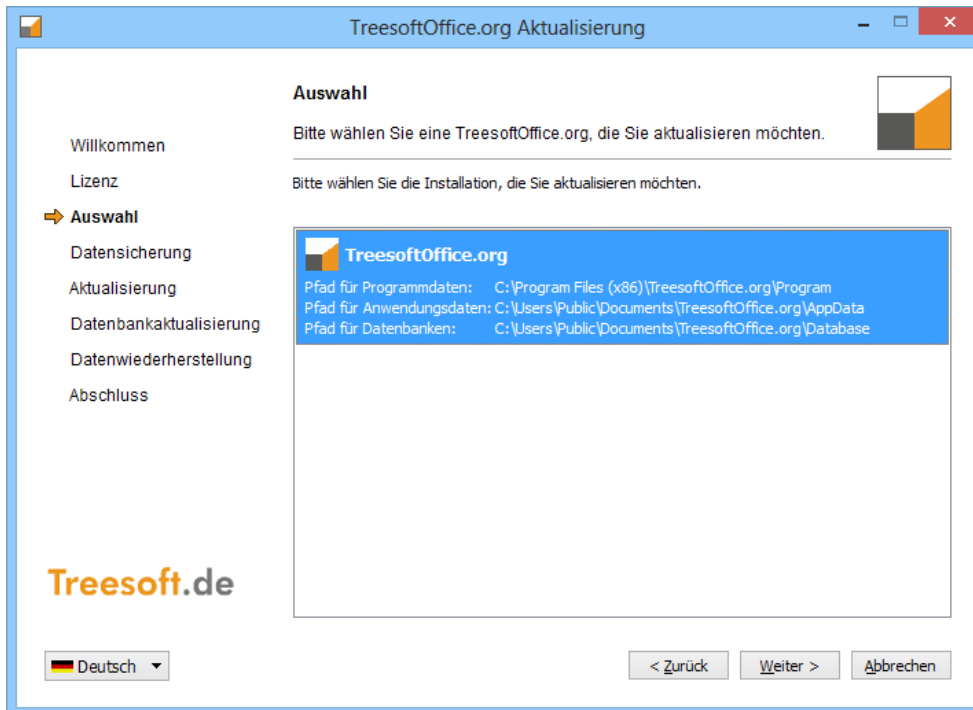 TreesoftOffice.org Aktualisierung
Auswahl
Bitte wählen Sie eine TreesoftOffice.org, die Sie aktualisieren möchten.
Willkommen
Lizenz
Auswahl
Datensicherung
Aktualisierung
Datenbankaktualisierung
Datenwiederherstellung
Abschluss
Bitte wählen Sie die Installation, die Sie aktualisieren möchten.
TreesoftOffice.org
Pfad für Programmdaten: C:\Program Files (x86)\TreesoftOffice.org\Program
Pfad für Anwendungsdaten: C:\Users\Public\Documents\TreesoftOffice.org\AppData
Pfad für Datenbanken: C:\Users\Public\Documents\TreesoftOffice.org\Database
Treesoft.de
Deutsch
< Zurück
Weiter >
Abbrechen